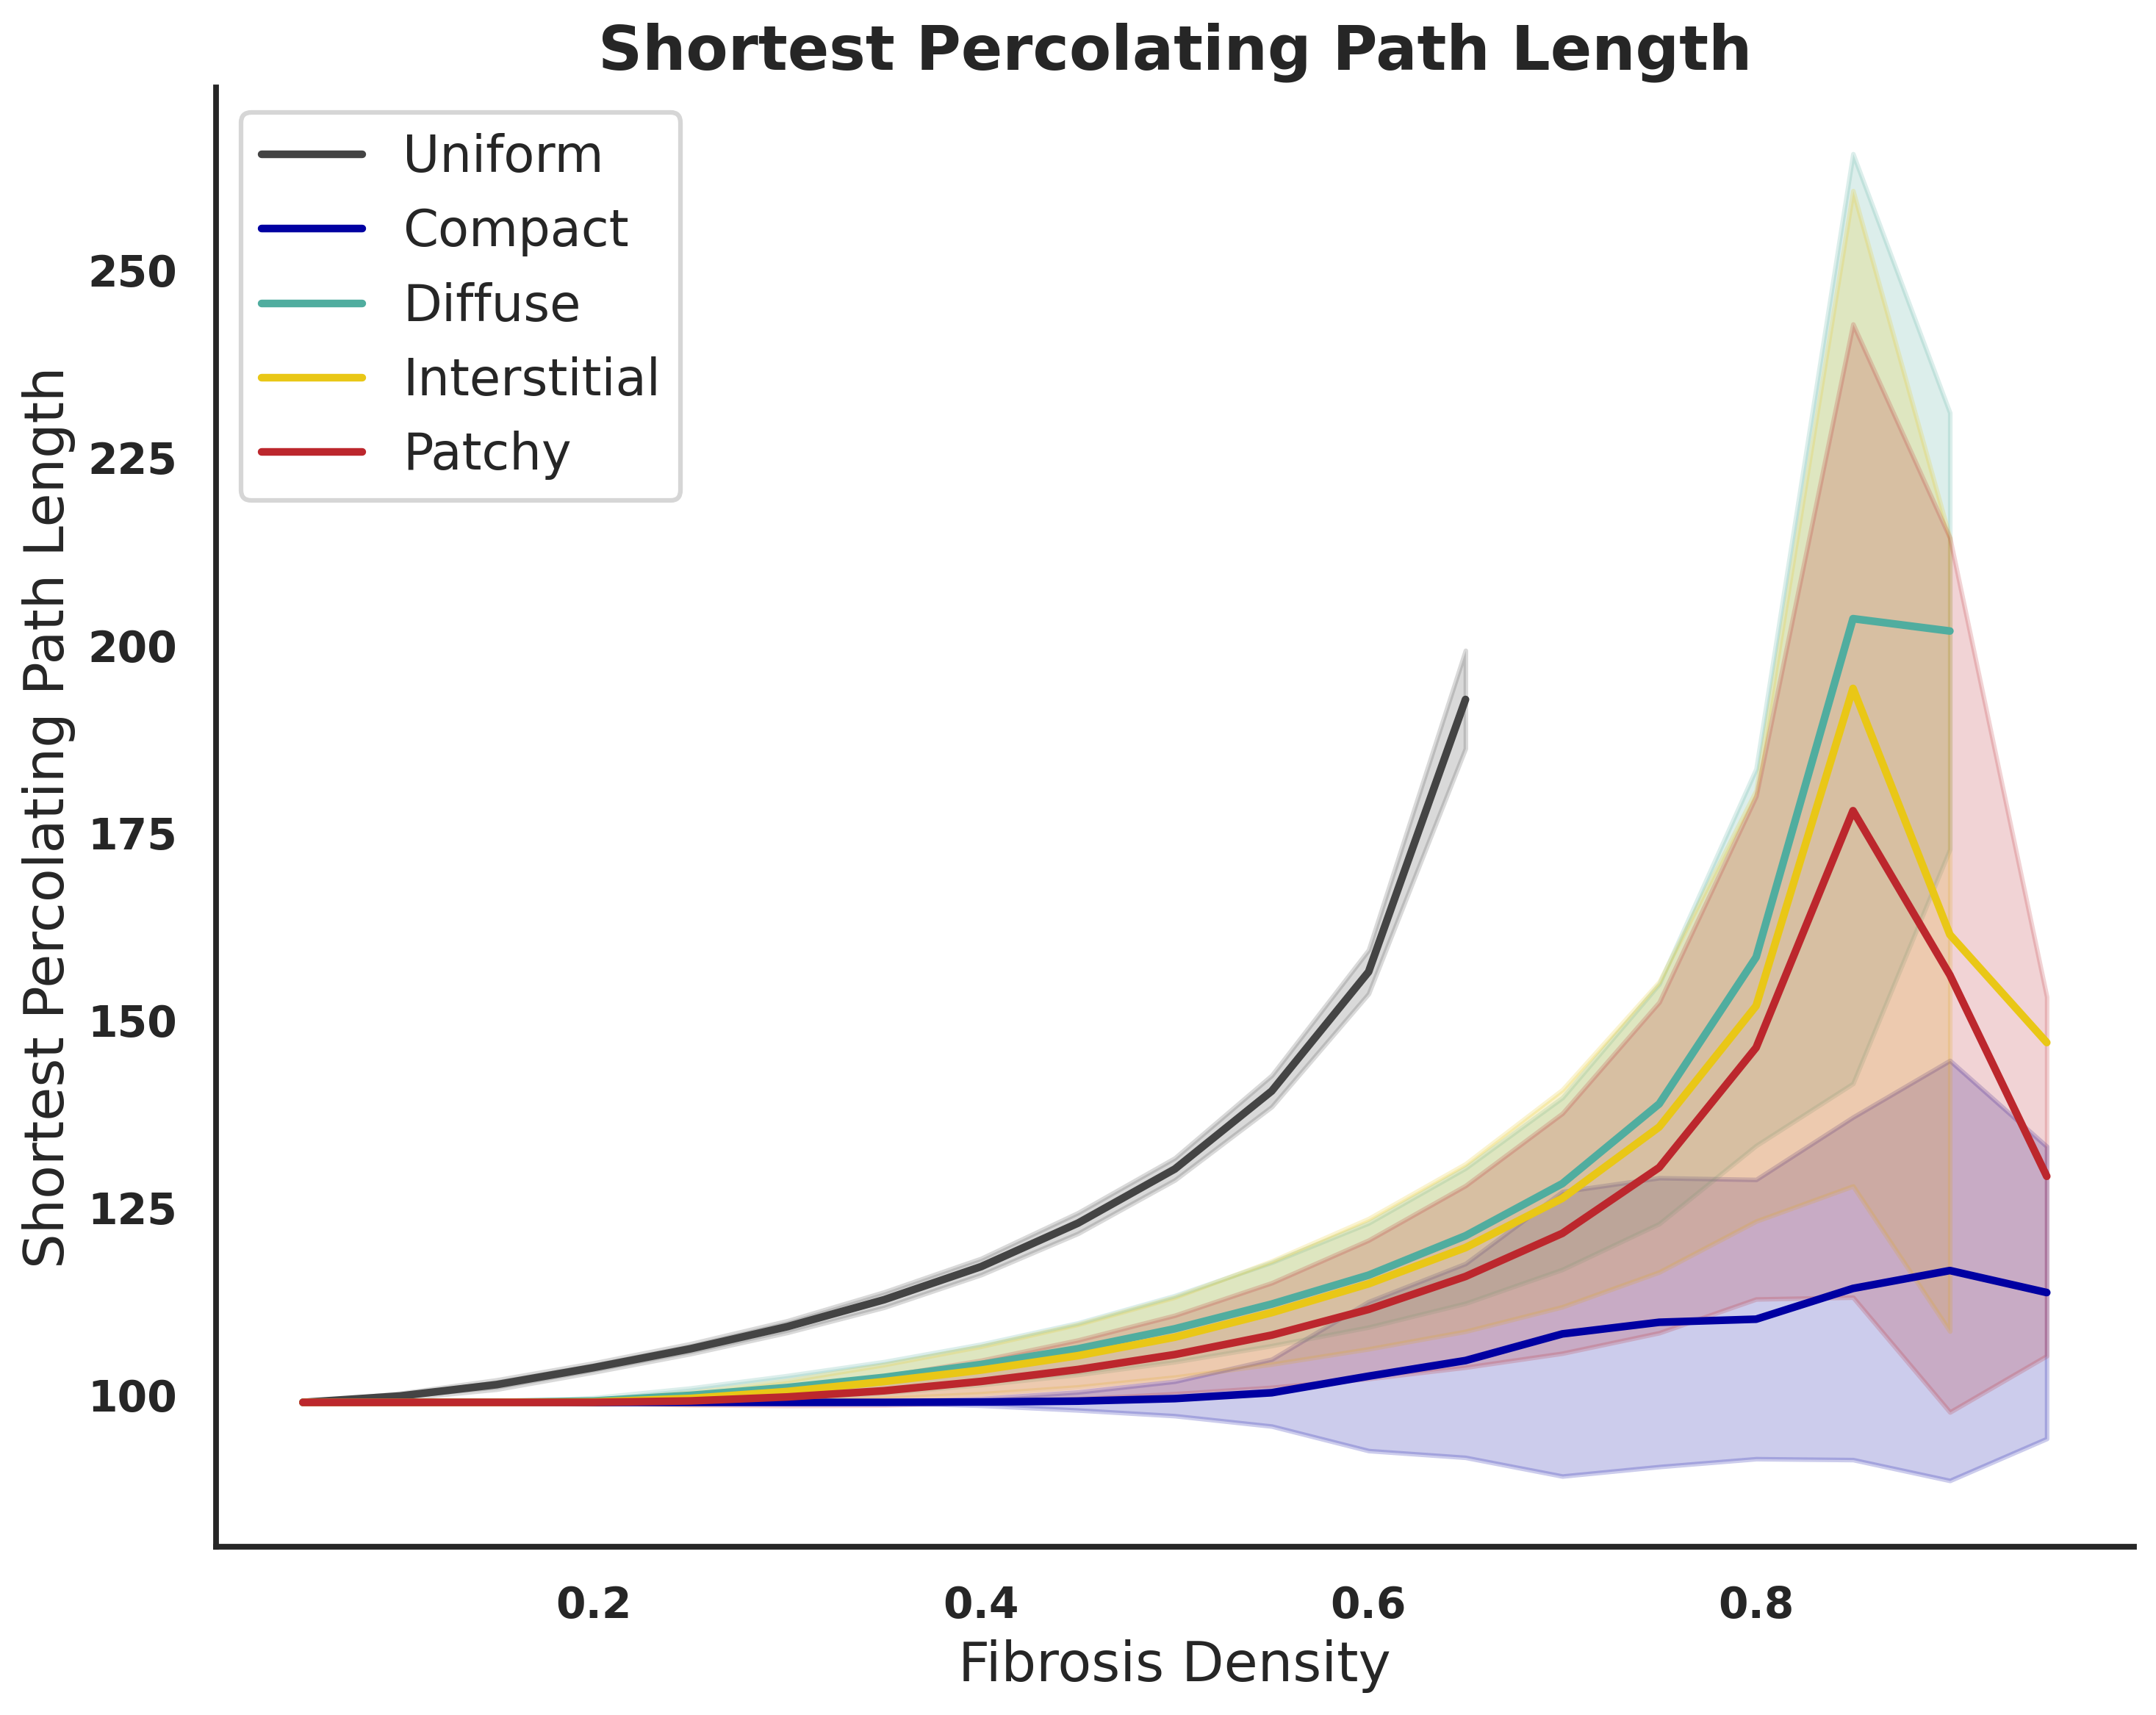 Shortest Percolating Path Length
Uniform
Compact
Diffuse
Interstitial
Patchy
Shortest Percolating Path Length
250
225
200
175
150
125
100
0.2
0.4
0.6
0.8
Fibrosis Density